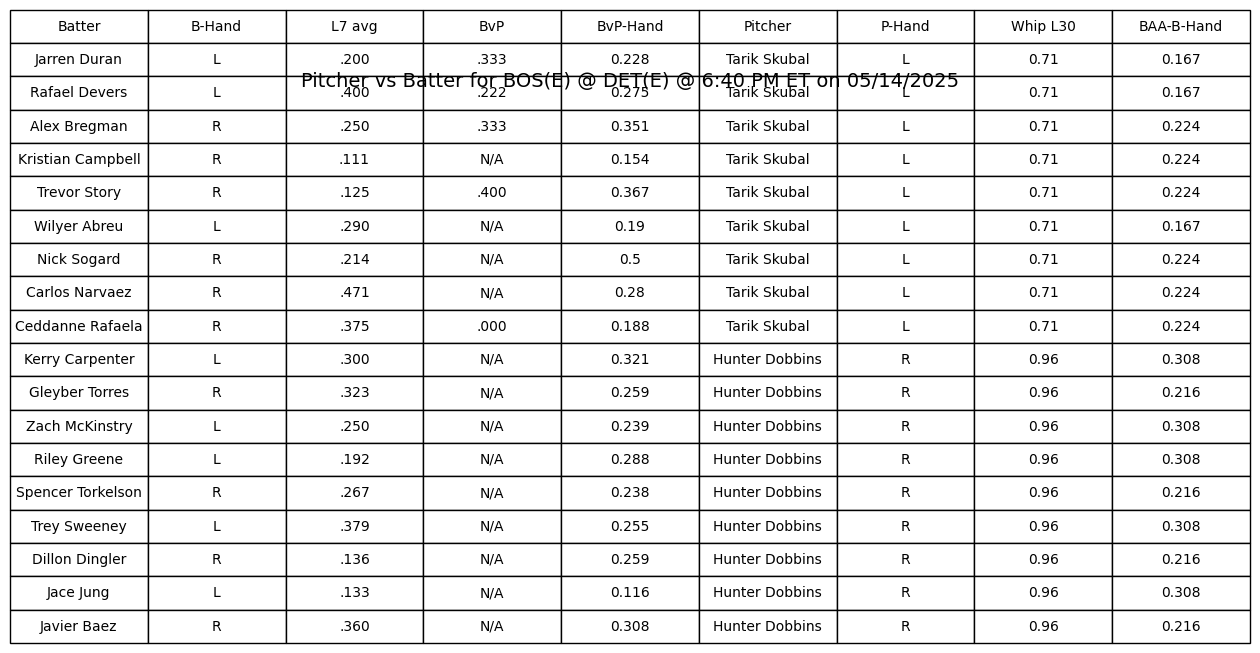 Batter B-Hand L7 avg BvP BvP-Hand Pitcher P-Hand Whip L30 BAA-B-Hand
Jarren Duran L .200 .333 0.228 Tarik Skubal L 0.71 0.167
Pitcher vs Batter for BOS(E) @ DET(E) @ 6:40 PM ET on 05/14/2025
Rafael Devers L .400 .222 0.275 Tarik Skubal L 0.71 0.167
Alex Bregman R .250 .333 0.351 Tarik Skubal L 0.71 0.224
Kristian Campbell R .111 N/A 0.154 Tarik Skubal L 0.71 0.224
Trevor Story R .125 .400 0.367 Tarik Skubal L 0.71 0.224
Wilyer Abreu L .290 N/A 0.19 Tarik Skubal L 0.71 0.167
Nick Sogard R .214 N/A 0.5 Tarik Skubal L 0.71 0.224
Carlos Narvaez R .471 N/A 0.28 Tarik Skubal L 0.71 0.224
Ceddanne Rafaela R .375 .000 0.188 Tarik Skubal L 0.71 0.224
Kerry Carpenter L .300 N/A 0.321 Hunter Dobbins R 0.96 0.308
Gleyber Torres R .323 N/A 0.259 Hunter Dobbins R 0.96 0.216
Zach McKinstry L .250 N/A 0.239 Hunter Dobbins R 0.96 0.308
Riley Greene L .192 N/A 0.288 Hunter Dobbins R 0.96 0.308
Spencer Torkelson R .267 N/A 0.238 Hunter Dobbins R 0.96 0.216
Trey Sweeney L .379 N/A 0.255 Hunter Dobbins R 0.96 0.308
Dillon Dingler R .136 N/A 0.259 Hunter Dobbins R 0.96 0.216
Jace Jung L .133 N/A 0.116 Hunter Dobbins R 0.96 0.308
Javier Baez R .360 N/A 0.308 Hunter Dobbins R 0.96 0.216